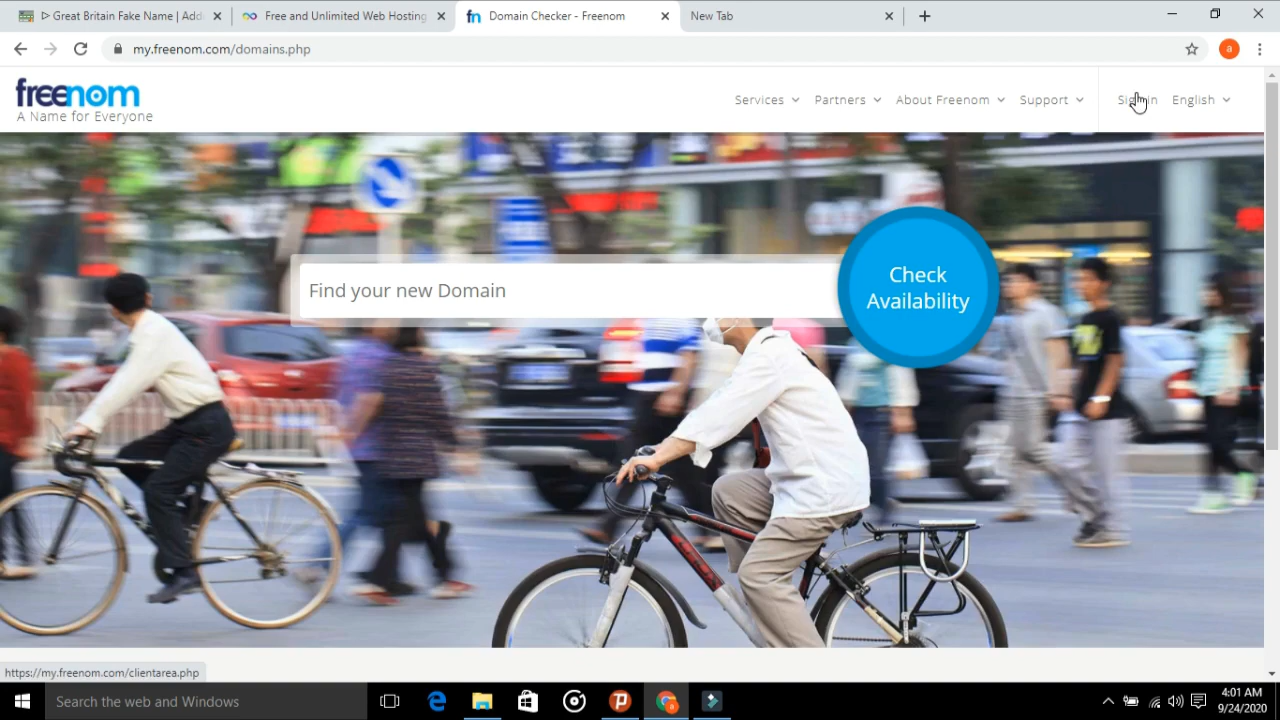 ᐅ Great Britain Fake Name | Add
Free and Unlimited Web Hosting
fn
Domain Checker - Freenom
New Tab
my.freenom.com/domains.php
a
freenom
A Name for Everyone
Services
Partners
About Freenom
Support
English
Find your new Domain
Check
Availability
https://my.freenom.com/clientarea.php
Search the web and Windows
4:01 AM
9/24/2020